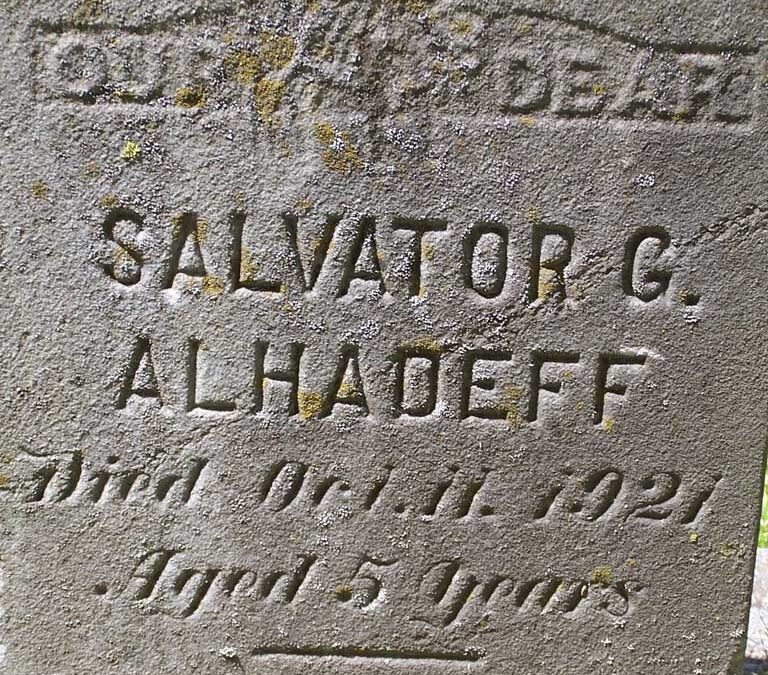 OUR DEAR
SALVATOR G.
ALHADEFF
Died Oct. 11. 1921
Aged 5 Years